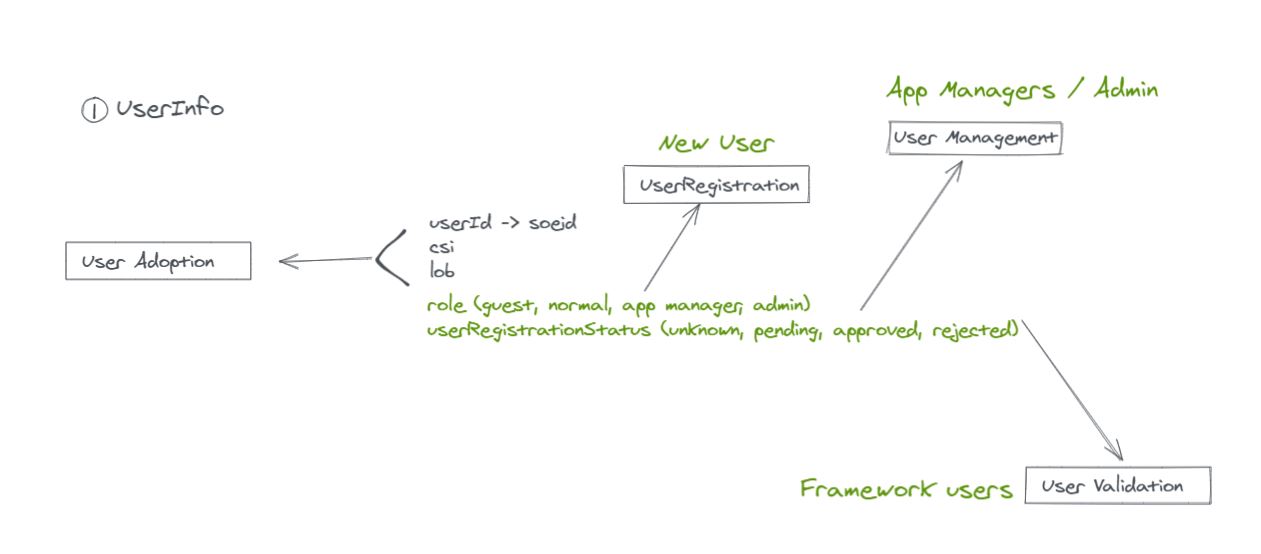 App Managers / Admin
① UserInfo
User Management
New User
UserRegistration
userId -> soeid
csi
lob
User Adoption
role (guest, normal, app manager, admin)
userRegistrationStatus (unknown, pending, approved, rejected)
Framework users
User Validation